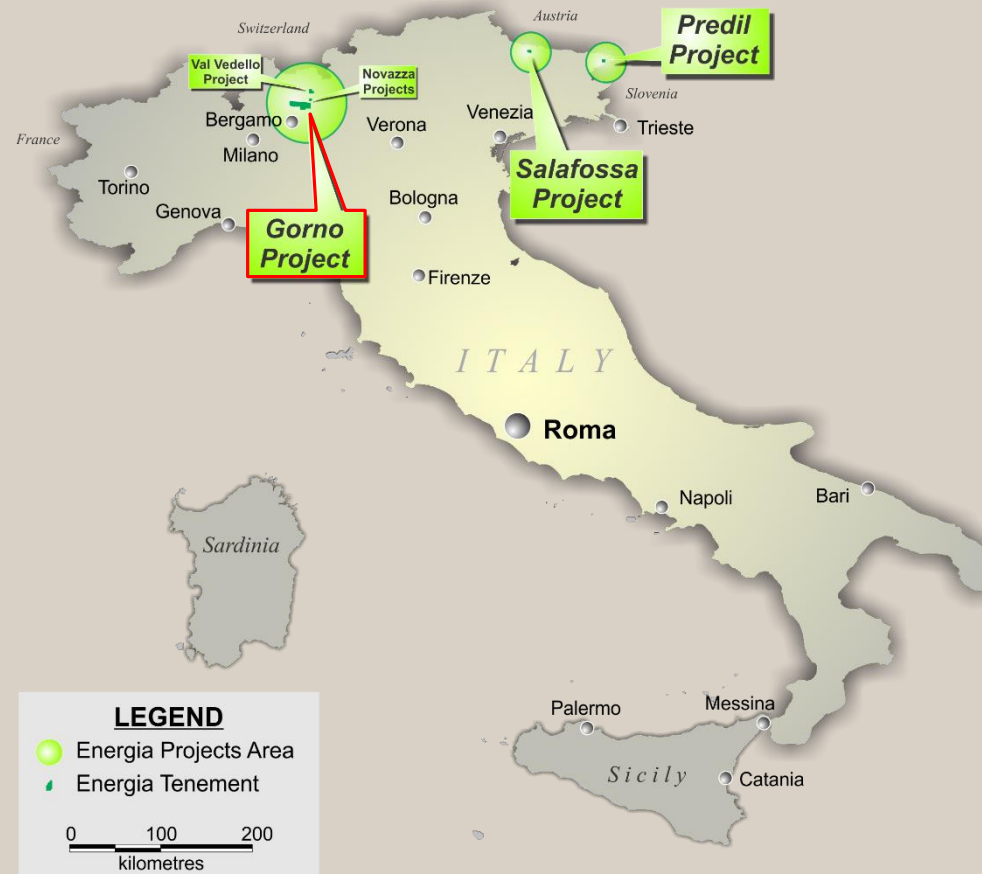 Austria
Switzerland
Predil
Project
Val Vedello
Project
Novazza
Projects
Slovenia
Bergamo
Verona
Venezia
Trieste
France
Milano
Salafossa
Project
Torino
Genova
Bologna
Gorno
Project
Firenze
ITALY
Roma
Napoli
Bari
Sardinia
LEGEND
Energia Projects Area
Energia Tenement
0 100 200
kilometres
Palermo
Messina
Sicily
Catania